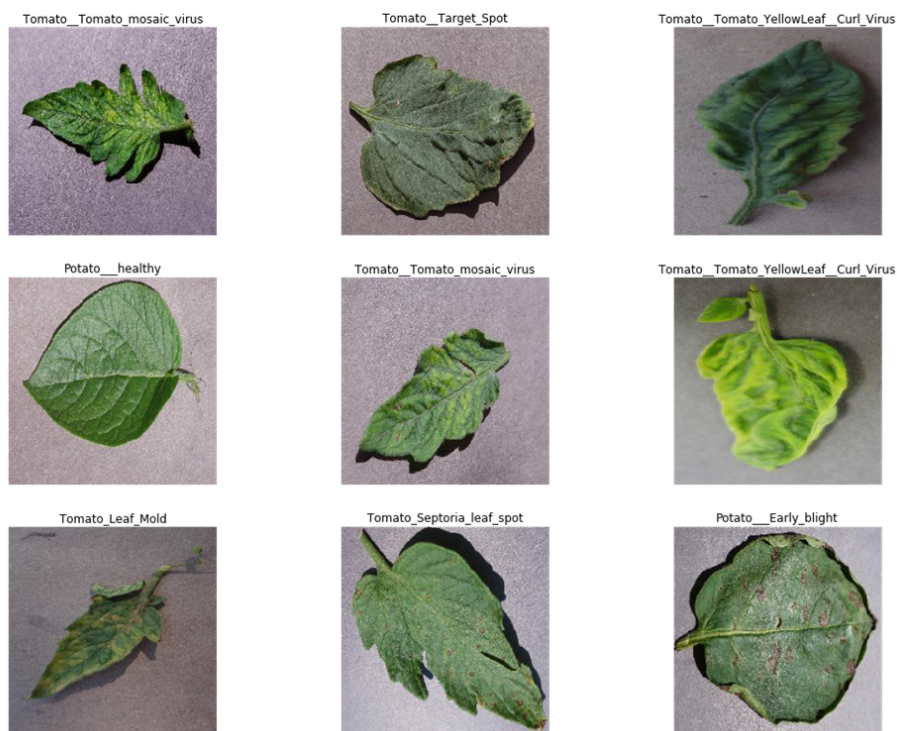 Tomato__Tomato_mosaic_virus
Tomato__Target_Spot
Tomato__Tomato_YellowLeaf__Curl_Virus
Potato___healthy
Tomato__Tomato_mosaic_virus
Tomato__Tomato_YellowLeaf__Curl_Virus
Tomato_Leaf_Mold
Tomato_Septoria_leaf_spot
Potato___Early_blight